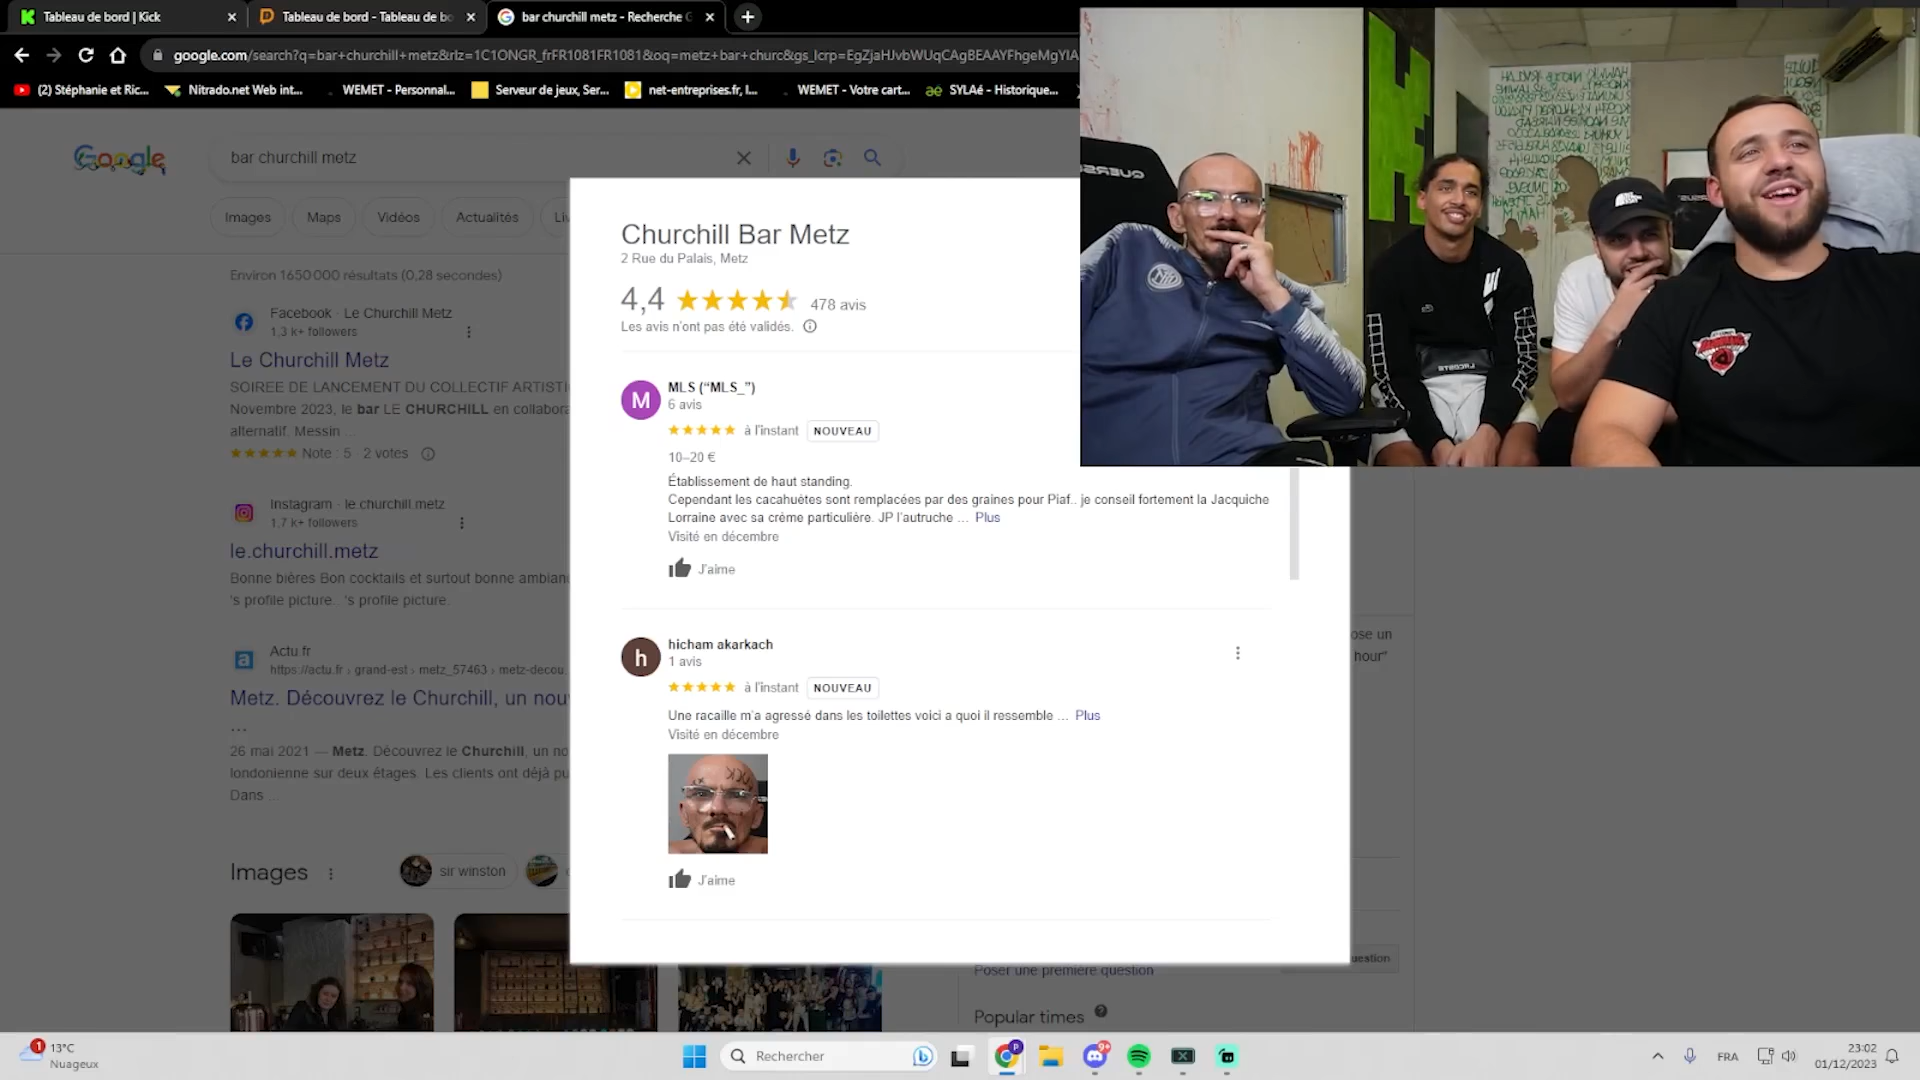 Tableau de bord | Kick
Tableau de bord - Tableau de bo
bar churchill metz - Recherche G
google.com/search?q=bar+churchill+metz&rlz=1C1ONGR_frFR1081FR1081&oq=metz+bar+churc&gs_lcrp=EgZjaHJvbWUqCAgBEAAYFhgeMgYIA
(2) Stéphanie et Ric...
Nitrado.net Web int...
WEMET - Personnal...
Serveur de jeux, Ser...
net-entreprises.fr, l...
WEMET - Votre cart...
SYLAé - Historique...
Google
bar churchill metz
Images
Maps
Vidéos
Actualités
Environ 1 650 000 résultats (0,28 secondes)
Facebook · Le Churchill Metz
1,3 k+ followers
Le Churchill Metz
SOIREE DE LANCEMENT DU COLLECTIF ARTISTI
Novembre 2023, le bar LE CHURCHILL en collabora
alternatif. Messin ...
Note : 5 2 votes
Instagram · le.churchill.metz
1,7 k+ followers
le.churchill.metz
Bonne bières Bon cocktails et surtout bonne ambian
's profile picture. 's profile picture.
Actu.fr
https://actu.fr › grand-est › metz_57463 › metz-decou
Metz. Découvrez le Churchill, un nou
...
26 mai 2021 — Metz. Découvrez le Churchill, un no
londonienne sur deux étages. Les clients ont déjà pu
Dans ...
Images
sir winston
Churchill Bar Metz
2 Rue du Palais, Metz
4,4 478 avis
Les avis n'ont pas été validés.
M
MLS (“MLS_”)
6 avis
à l'instant NOUVEAU
10–20 €
Établissement de haut standing.
Cependant les cacahuètes sont remplacées par des graines pour Piaf.. je conseil fortement la Jacquiche
Lorraine avec sa crème particulière. JP l'autruche ... Plus
Visité en décembre
J'aime
h
hicham akarkach
1 avis
à l'instant NOUVEAU
Une racaille m'a agressé dans les toilettes voici a quoi il ressemble ... Plus
Visité en décembre
J'aime
ose un
hour"
uestion
Poser une première question
Popular times
LACOSTE
1
13°C
Nuageux
Rechercher
9+
FRA
23:02
01/12/2023